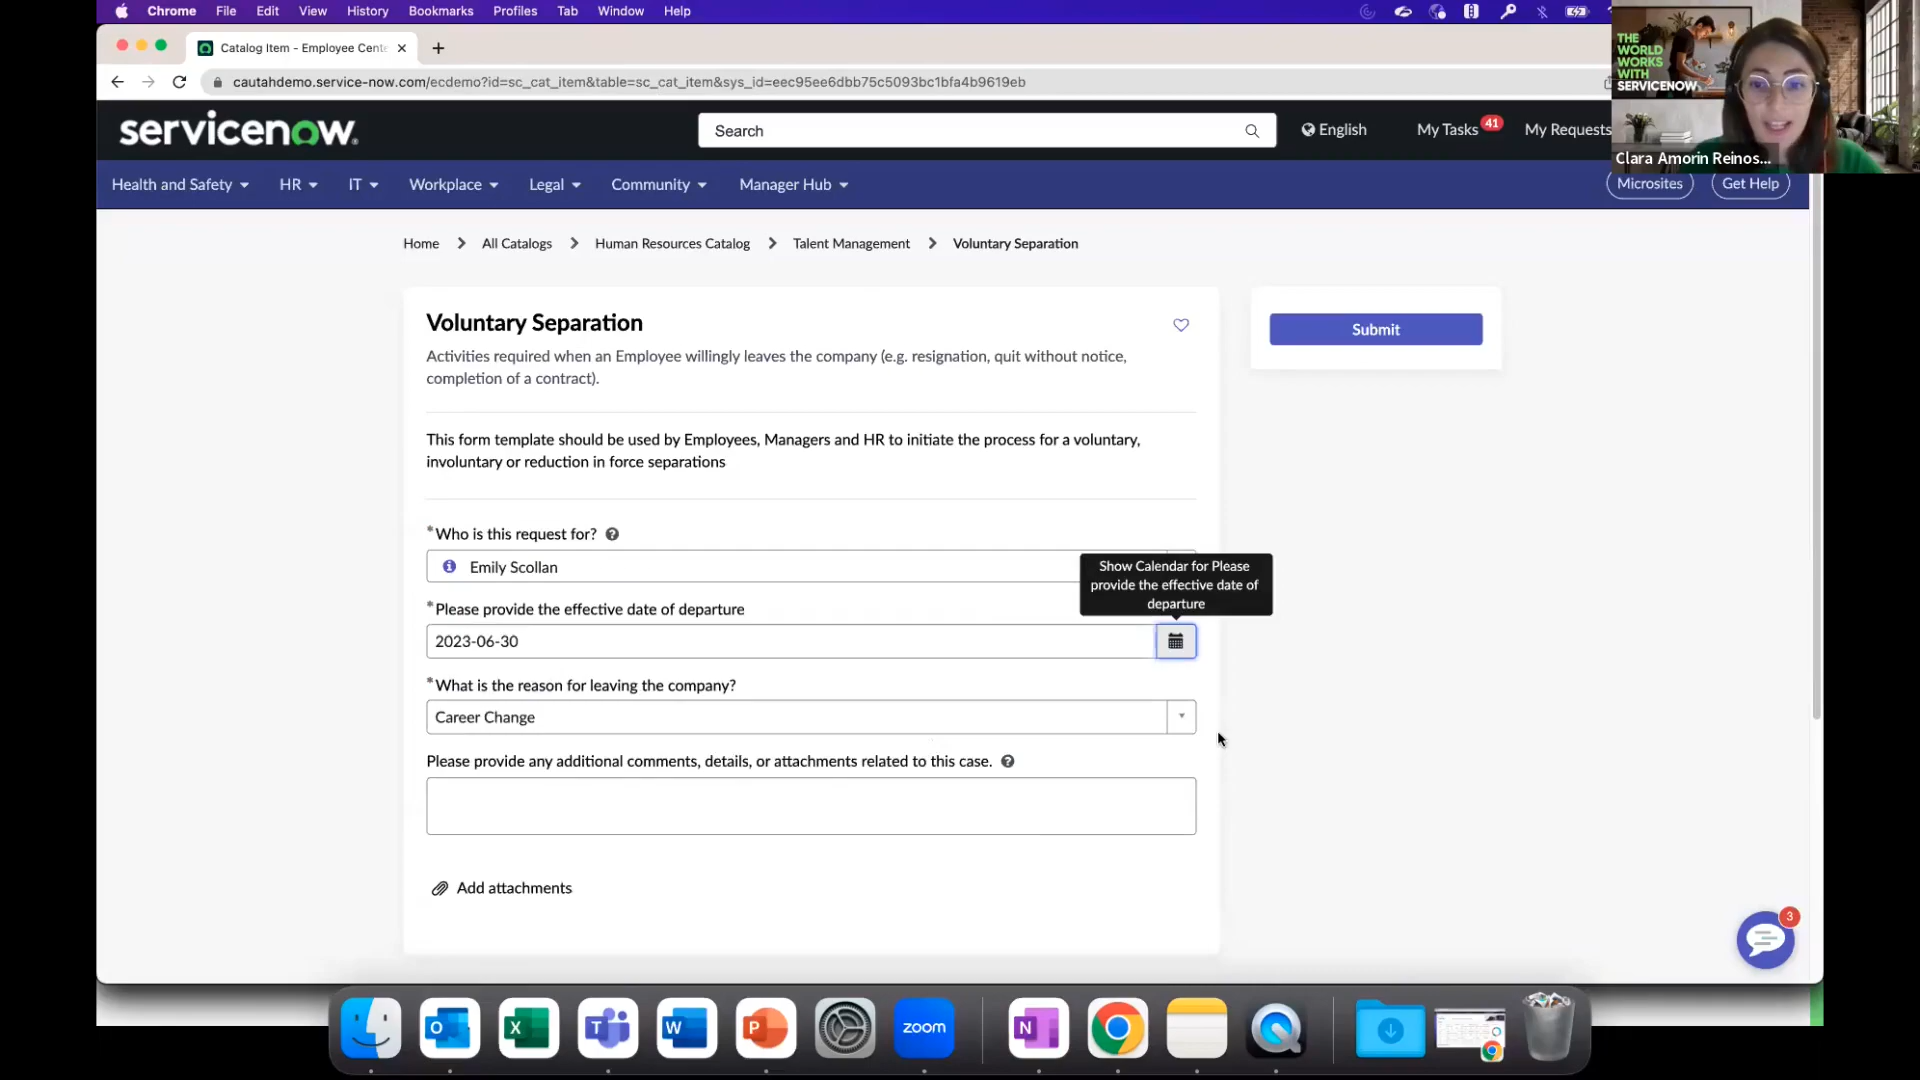 Chrome File Edit View History Bookmarks Profiles Tab Window Help
Catalog Item - Employee Cent
cautahdemo.service-now.com/ecdemo?id=sc_cat_item&table=sc_cat_item&sys_id=eec95ee6dbb75c5093bc1bfa4b9619eb
THE
WORLD
WORKS
WITH
SERVICENOW
Clara Amorin Reinos...
servicenow
Search
English
My Tasks 41
My Requests
Health and Safety HR IT Workplace Legal Community Manager Hub
Microsites Get Help
Home > All Catalogs > Human Resources Catalog > Talent Management > Voluntary Separation
Voluntary Separation
Submit
Activities required when an Employee willingly leaves the company (e.g. resignation, quit without notice,
completion of a contract).
This form template should be used by Employees, Managers and HR to initiate the process for a voluntary,
involuntary or reduction in force separations
*Who is this request for?
Emily Scollan
Show Calendar for Please
provide the effective date of
departure
*Please provide the effective date of departure
2023-06-30
*What is the reason for leaving the company?
Career Change
Please provide any additional comments, details, or attachments related to this case.
Add attachments
3
O X T W P zoom N